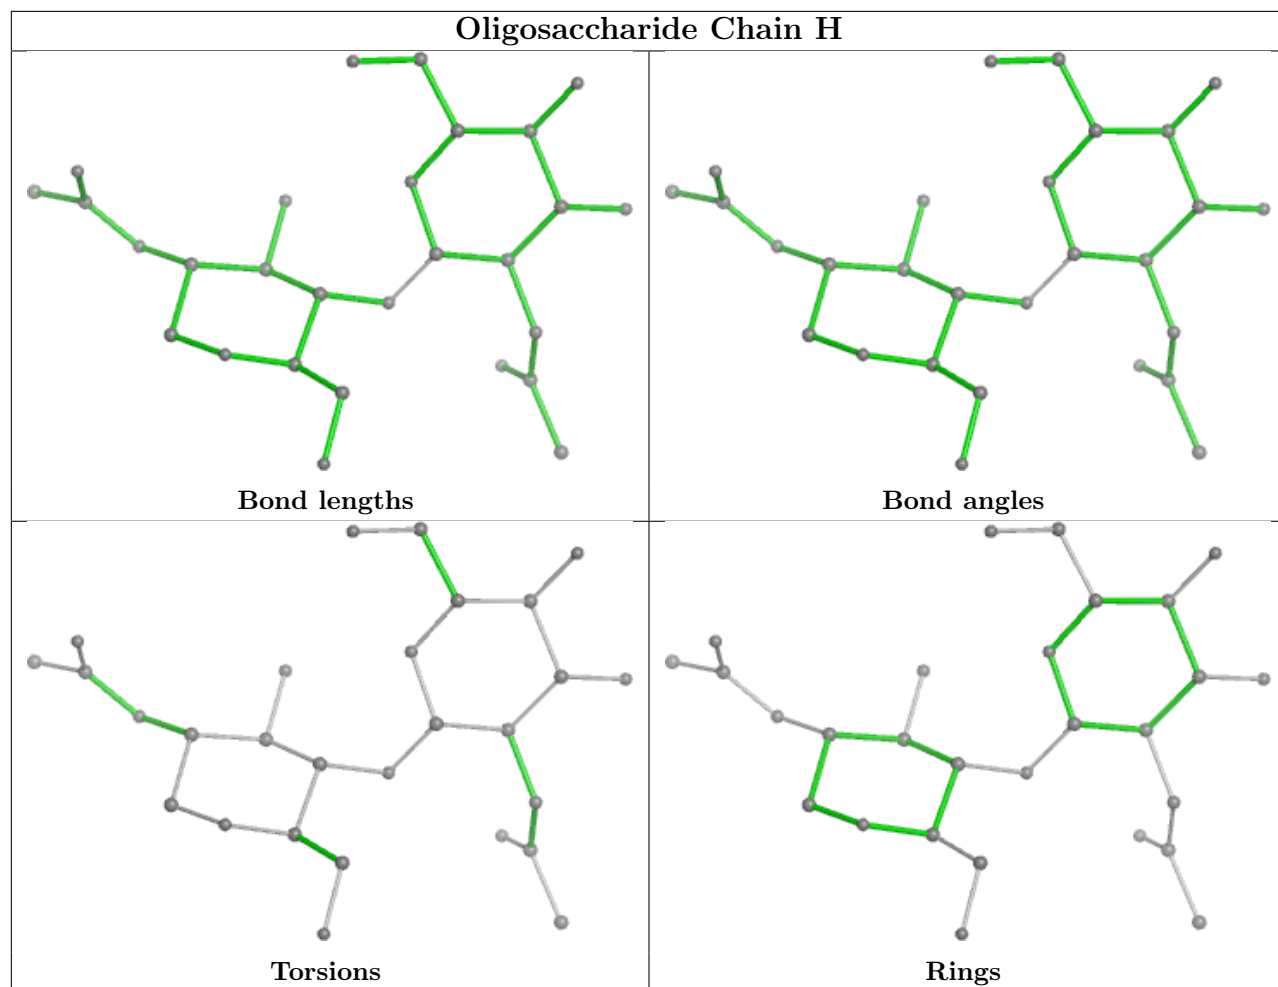 Oligosaccharide Chain H
Bond lengths
Bond angles
Torsions
Rings